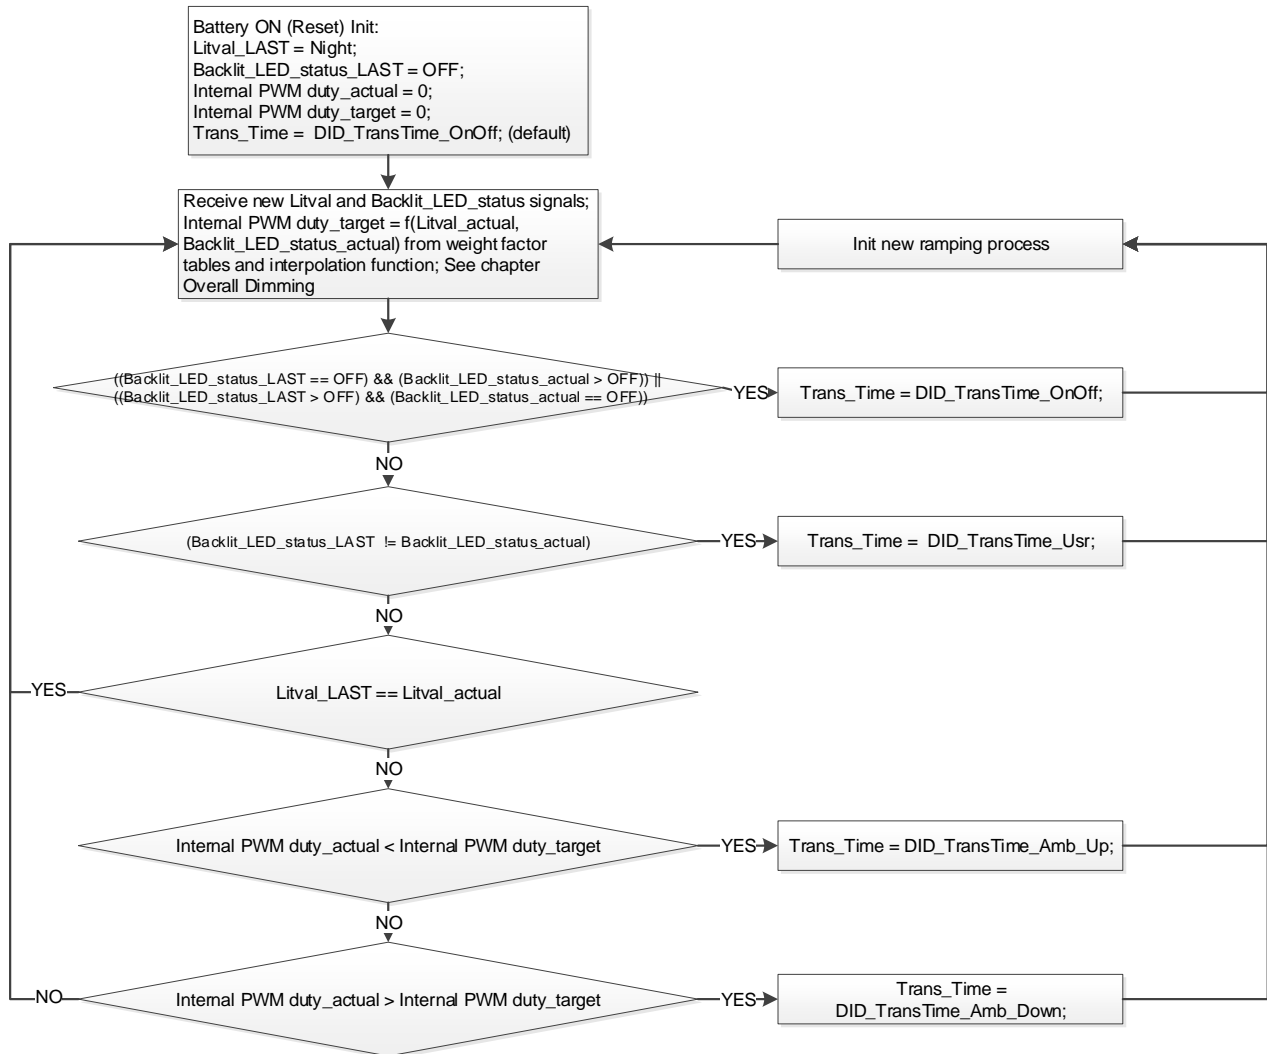 Battery ON (Reset) Init:
Litval_LAST = Night;
Backlit_LED_status_LAST = OFF;
Internal PWM duty_actual = 0;
Internal PWM duty_target = 0;
Trans_Time = DID_TransTime_OnOff; (default)
Receive new Litval and Backlit_LED_status signals;
Internal PWM duty_target = f(Litval_actual,
Backlit_LED_status_actual) from weight factor
tables and interpolation function; See chapter
Overall Dimming
Init new ramping process
((Backlit_LED_status_LAST == OFF) && (Backlit_LED_status_actual > OFF)) ||
((Backlit_LED_status_LAST > OFF) && (Backlit_LED_status_actual == OFF))
YES
Trans_Time = DID_TransTime_OnOff;
NO
(Backlit_LED_status_LAST != Backlit_LED_status_actual)
YES
Trans_Time = DID_TransTime_Usr;
NO
YES
Litval_LAST == Litval_actual
NO
Internal PWM duty_actual < Internal PWM duty_target
YES
Trans_Time = DID_TransTime_Amb_Up;
NO
NO
Internal PWM duty_actual > Internal PWM duty_target
YES
Trans_Time =
DID_TransTime_Amb_Down;